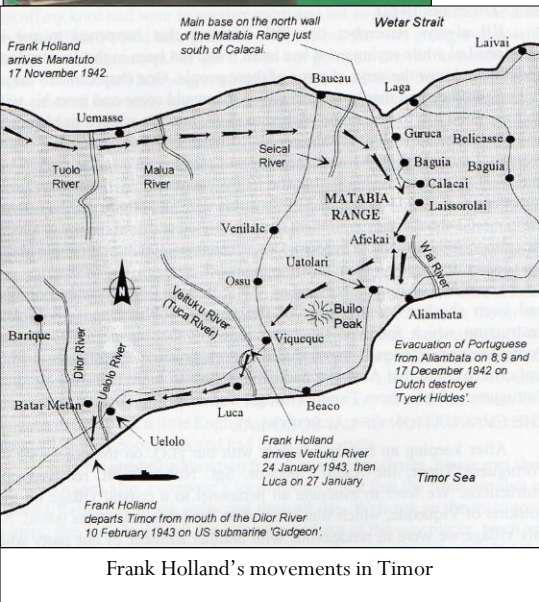 Main base on the north wall
of the Matabia Range just
south of Calacai.
Wetar Strait
Frank Holland
arrives Manatuto
17 November 1942.
Laivai
Baucau
Laga
Ucmasse
Guruca
Belicasse
Seical
River
Tuolo
River
Malua
River
Baguia
Baguia
Calacai
MATABIA
RANGE
Laissorolai
Venilale
Afickai
Uatolari
Wai River
Ossu
N
Veituku River
(Tuca River)
Builo
Peak
Aliambata
Barique
Dilor River
Uelolo River
Viqueque
Evacuation of Portuguese
from Aliambata on 8,9 and
17 December 1942 on
Dutch destroyer
'Tyerk Hiddes'.
Batar Metan
Luca
Beaco
Uelolo
Frank Holland
arrives Veituku River
24 January 1943, then
Luca on 27 January.
Timor Sea
Frank Holland
departs Timor from mouth of the Dilor River
10 February 1943 on US submarine 'Gudgeon'.
Frank Holland's movements in Timor